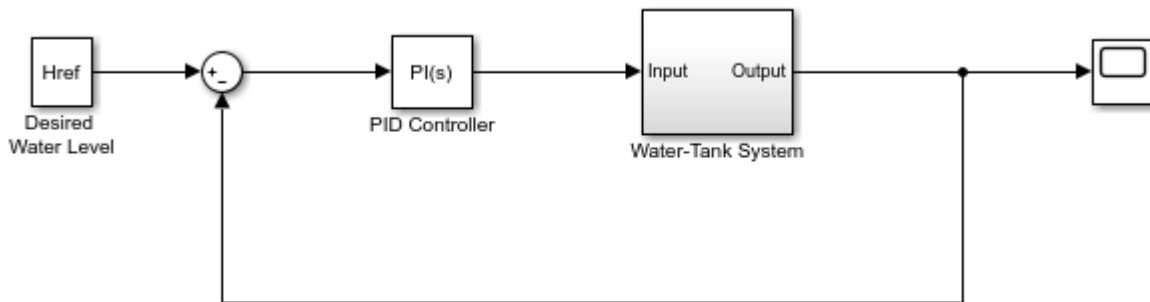 Href
Desired
Water Level
+
−
PI(s)
PID Controller
Input
Output
Water-Tank System